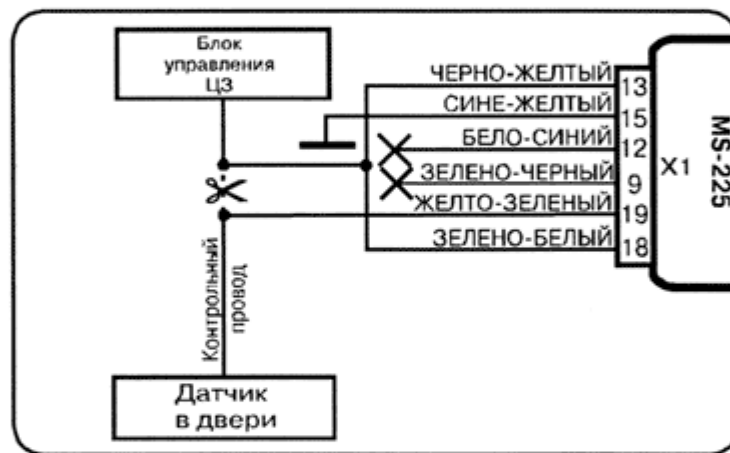 Блок
управления
ЦЗ
ЧЕРНО-ЖЕЛТЫЙ
13
СИНЕ-ЖЕЛТЫЙ
15
БЕЛО-СИНИЙ
12
ЗЕЛЕНО-ЧЕРНЫЙ
9
ЖЕЛТО-ЗЕЛЕНЫЙ
19
ЗЕЛЕНО-БЕЛЫЙ
18
X1
MS-225
Контрольный
провод
Датчик
в двери